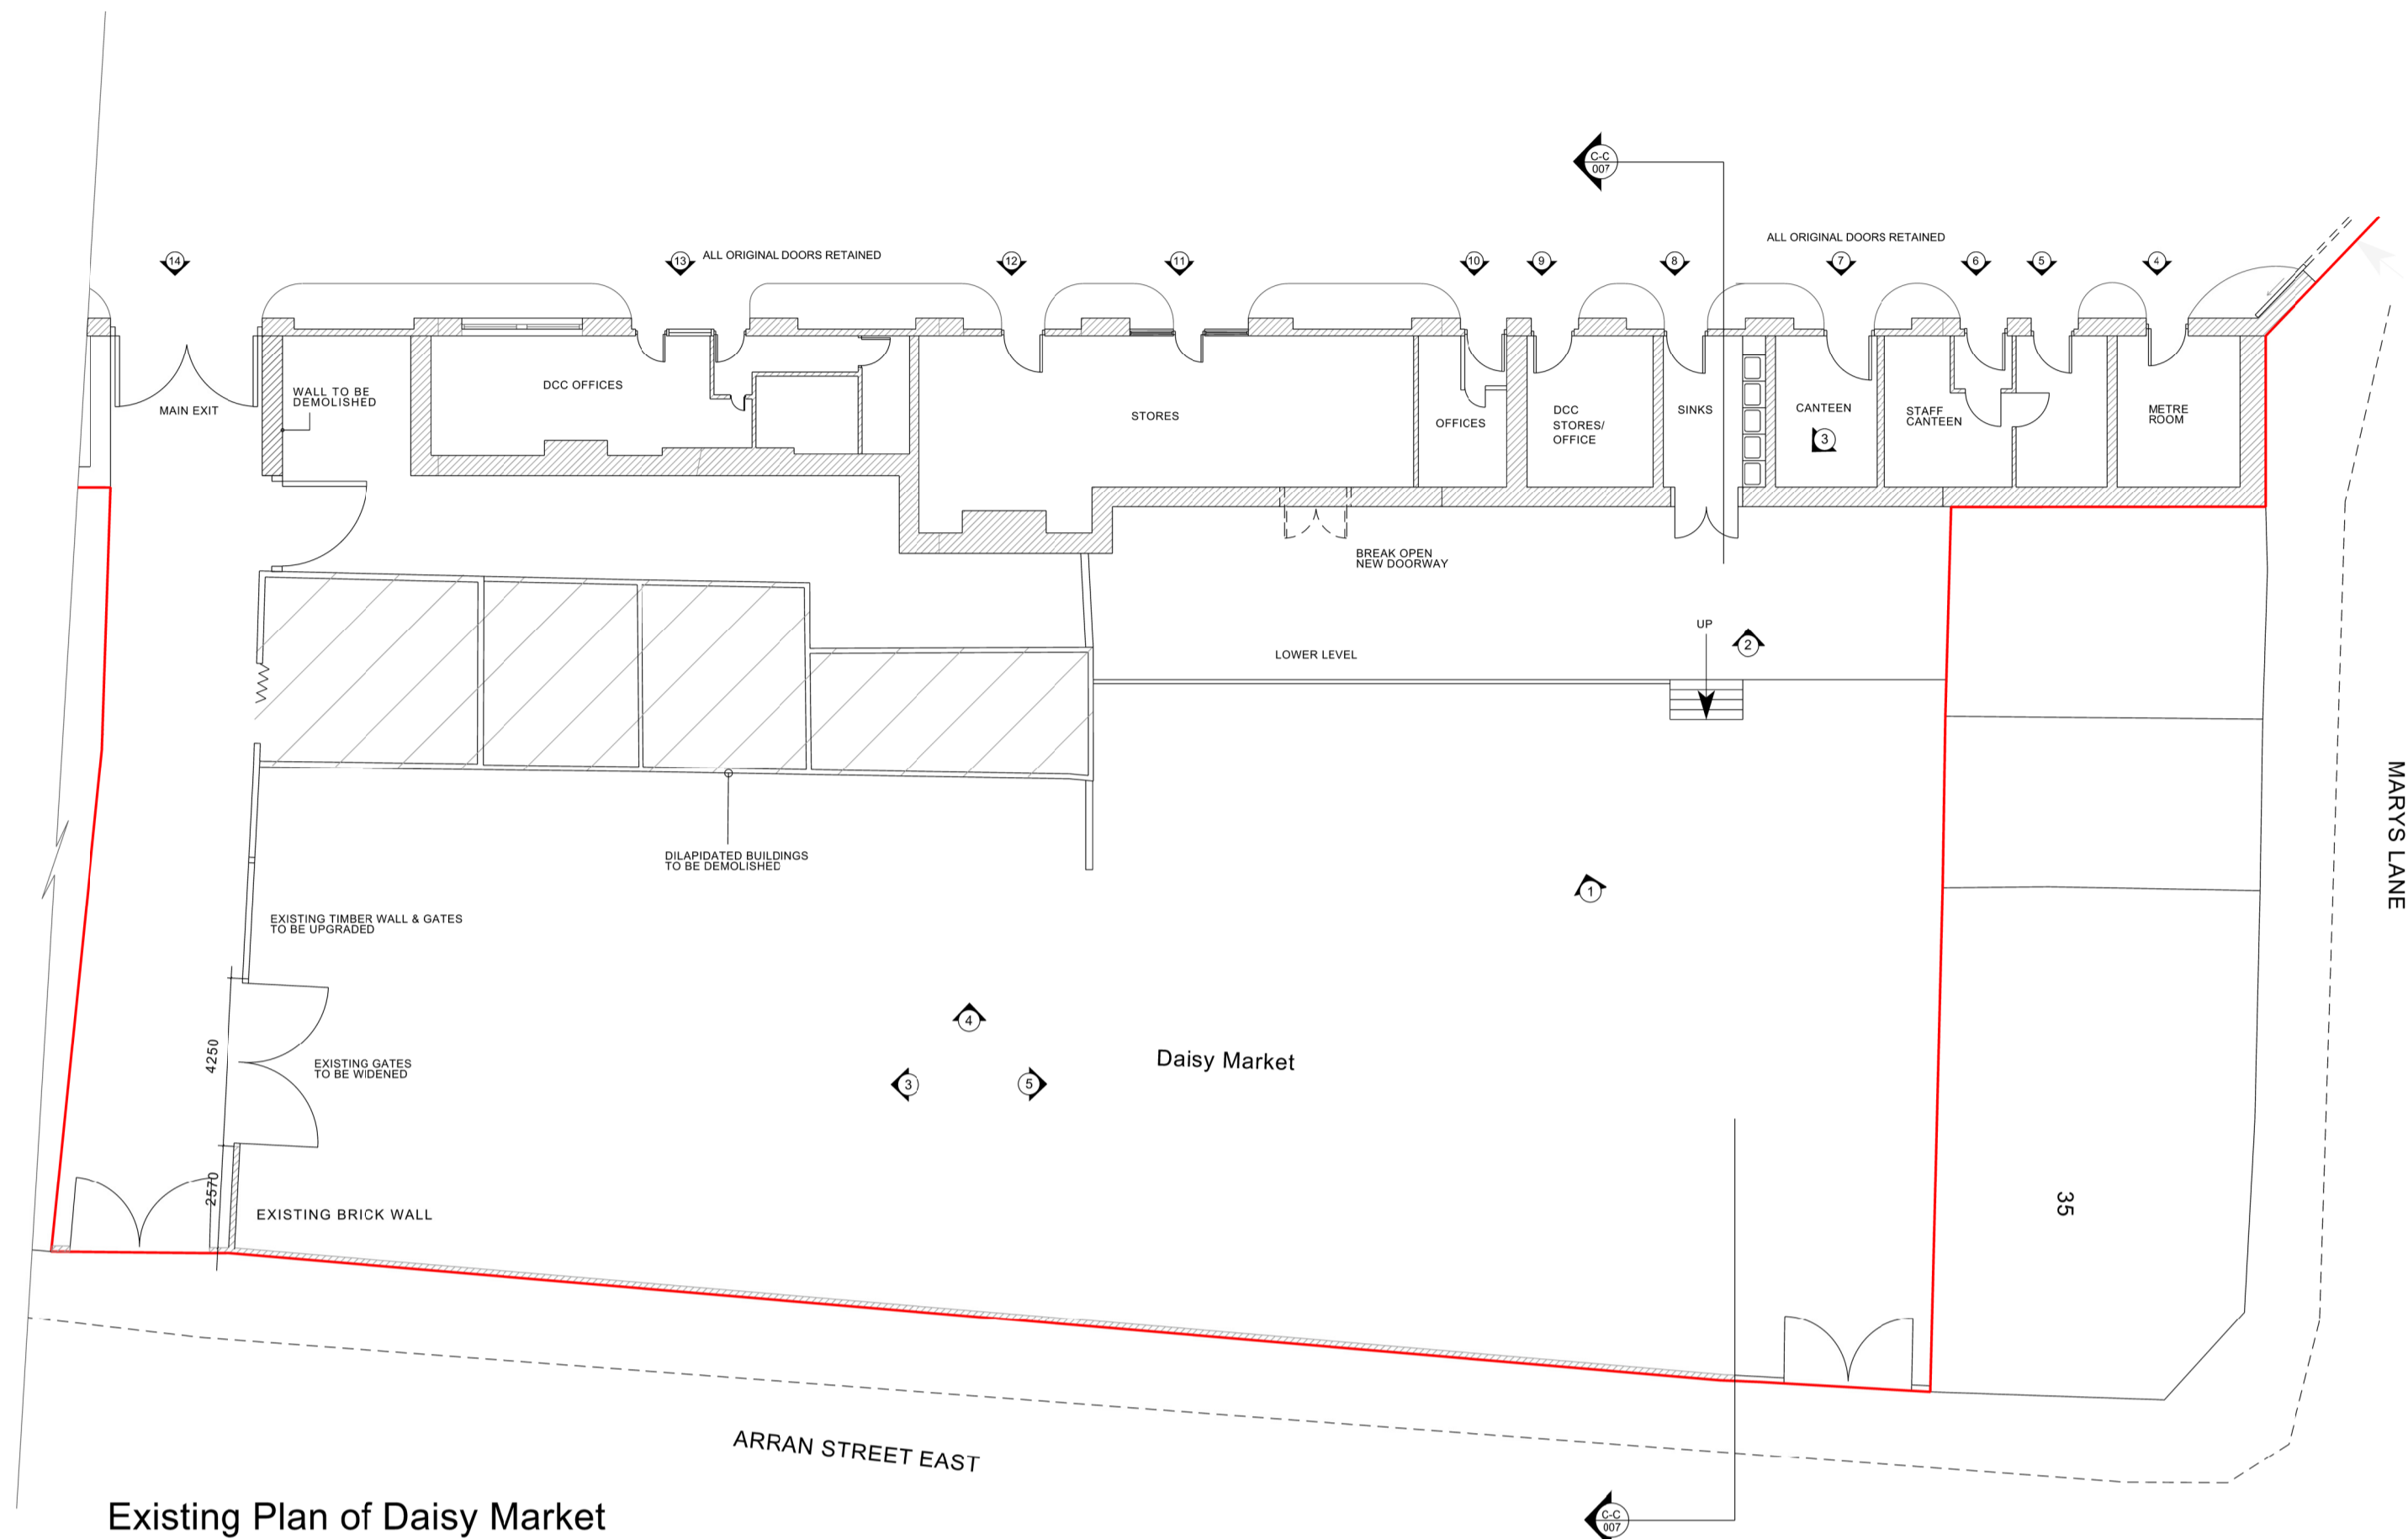 C-C
007
ALL ORIGINAL DOORS RETAINED
ALL ORIGINAL DOORS RETAINED
14
13
12
11
10
9
8
7
6
5
4
MAIN EXIT
WALL TO BE
DEMOLISHED
DCC OFFICES
STORES
OFFICES
DCC
STORES/
OFFICE
SINKS
CANTEEN
3
STAFF
CANTEEN
METRE
ROOM
BREAK OPEN
NEW DOORWAY
LOWER LEVEL
UP
2
MARYS LANE
DILAPIDATED BUILDINGS
TO BE DEMOLISHED
1
EXISTING TIMBER WALL & GATES
TO BE UPGRADED
4250
EXISTING GATES
TO BE WIDENED
4
3
5
Daisy Market
2570
EXISTING BRICK WALL
35
ARRAN STREET EAST
Existing Plan of Daisy Market
C-C
007